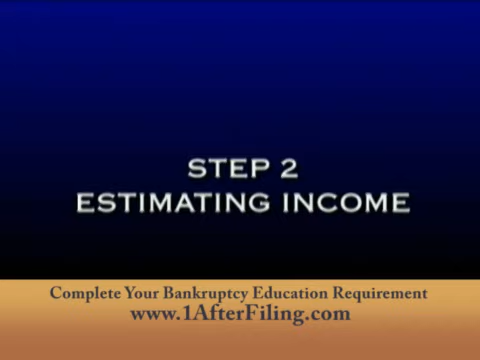 STEP 2
ESTIMATING INCOME
Complete Your Bankruptcy Education Requirement
www.1AfterFiling.com